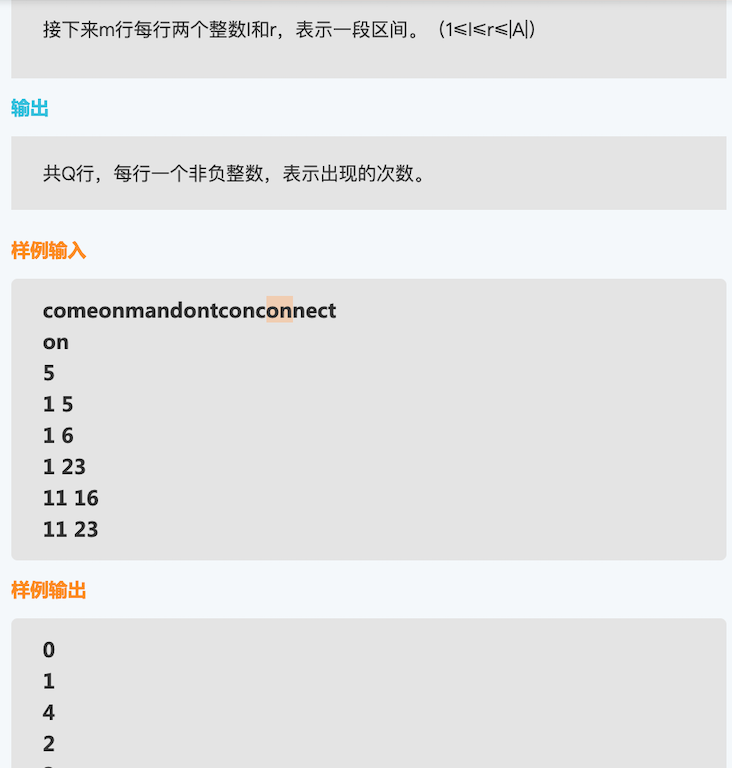 接下来m行每行两个整数l和r，表示一段区间。（1≤l≤r≤|A|）
输出
共Q行，每行一个非负整数，表示出现的次数。
样例输入
comeonmandontconconnect
on
5
1 5
1 6
1 23
11 16
11 23
样例输出
0
1
4
2